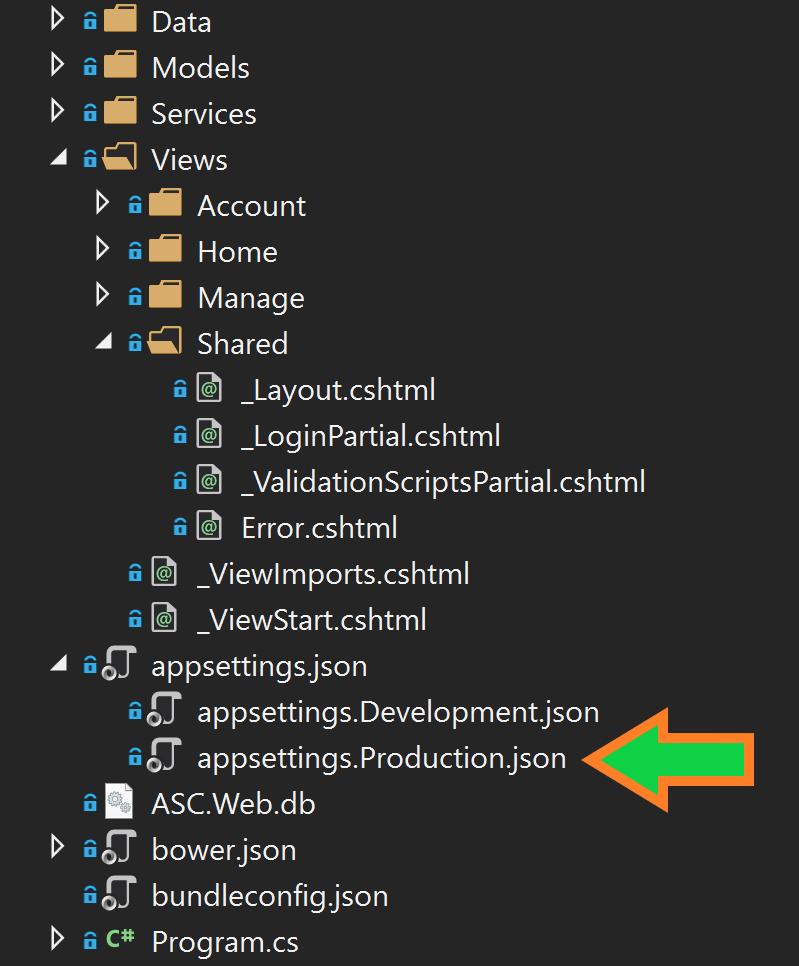 Data
Models
Services
Views
Account
Home
Manage
Shared
@ _Layout.cshtml
@ _LoginPartial.cshtml
@ _ValidationScriptsPartial.cshtml
@ Error.cshtml
@ _ViewImports.cshtml
@ _ViewStart.cshtml
appsettings.json
appsettings.Development.json
appsettings.Production.json
ASC.Web.db
bower.json
bundleconfig.json
C# Program.cs